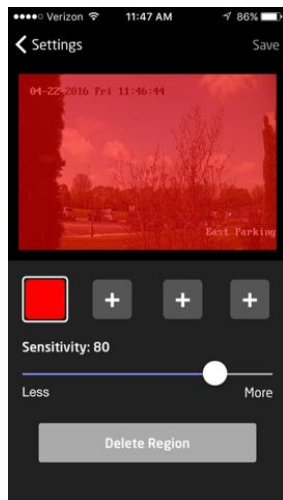 Verizon 11:47 AM 86%
Settings Save
04-22-2016 Fri 11:46:44
East Parking
+ + +
Sensitivity: 80
Less More
Delete Region